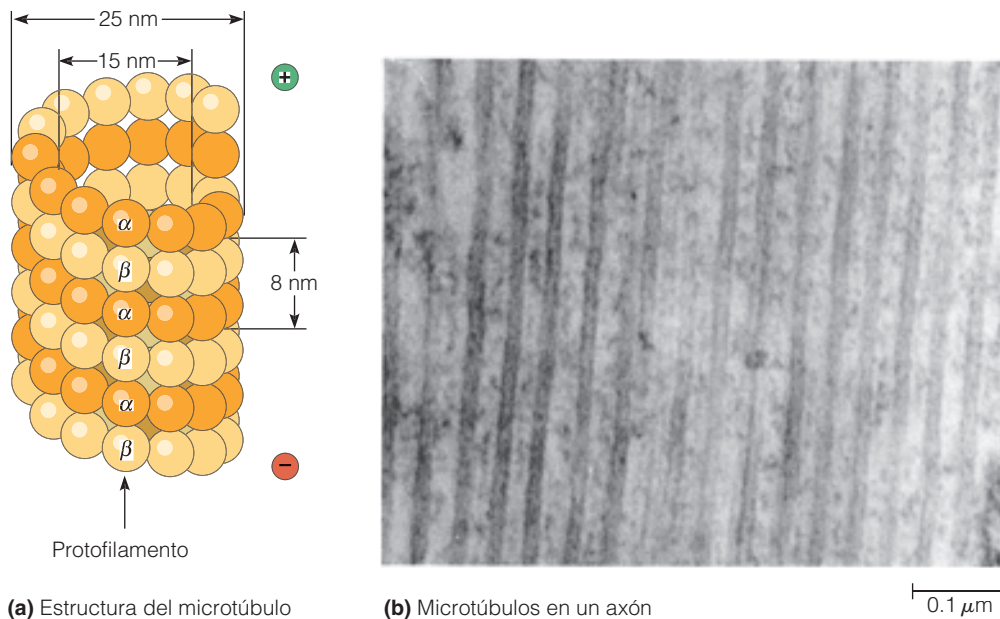 25 nm
15 nm
+
α
β
8 nm
α
β
α
β
−
Protofilamento
(a) Estructura del microtúbulo
(b) Microtúbulos en un axón
0.1 μm